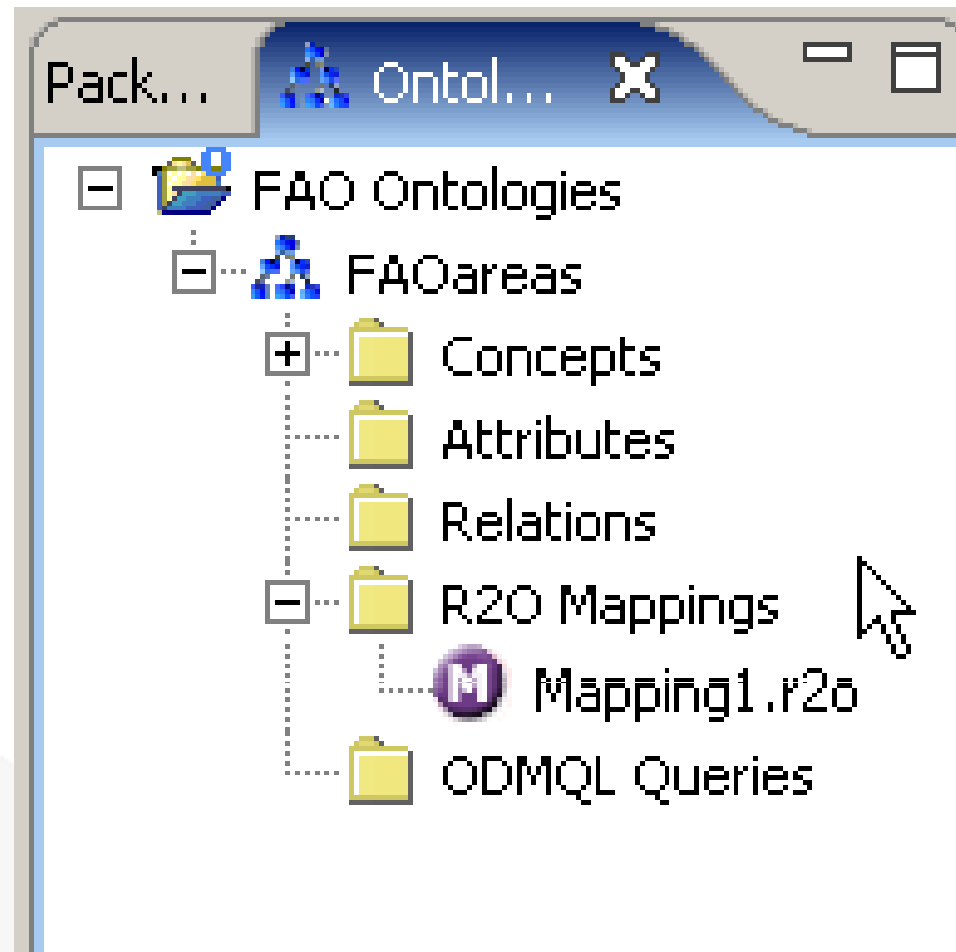 Pack... Ontol...
FAO Ontologies
FAOareas
Concepts
Attributes
Relations
R2O Mappings
Mapping1.r2o
ODMQL Queries